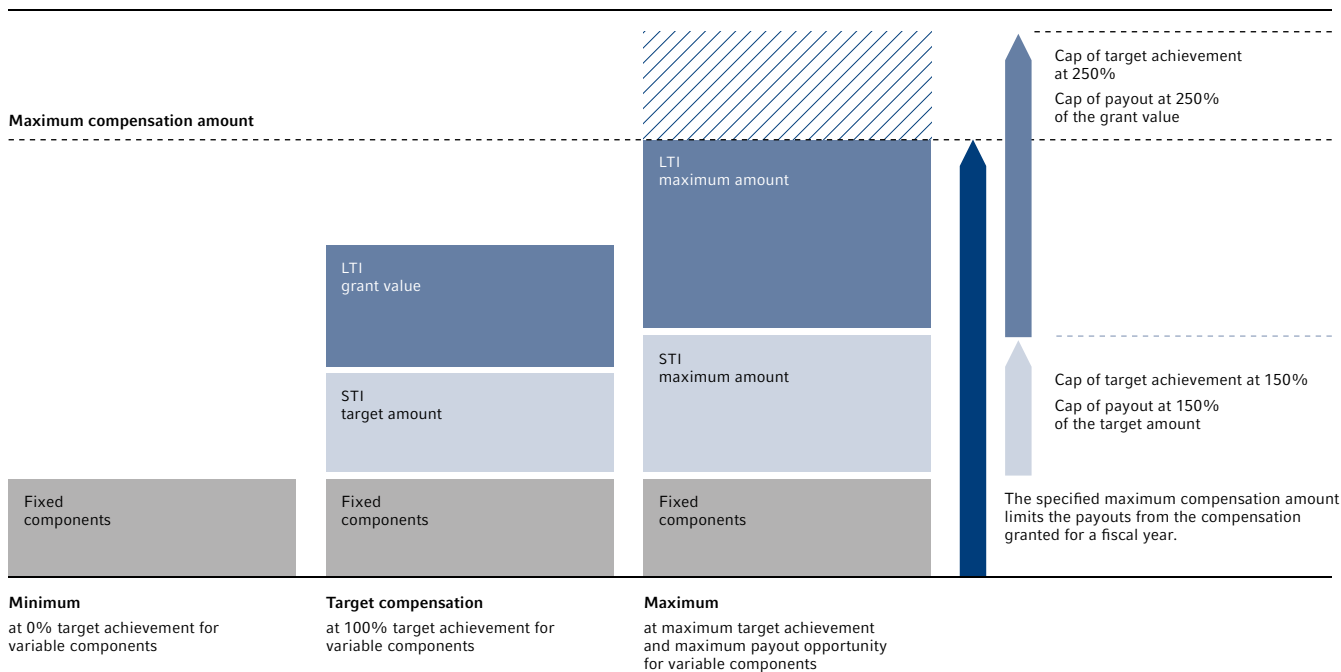 Maximum compensation amount
Cap of target achievement
at 250%
Cap of payout at 250%
of the grant value
LTI
maximum amount
LTI
grant value
STI
maximum amount
STI
target amount
Cap of target achievement at 150%
Cap of payout at 150%
of the target amount
Fixed
components
Fixed
components
Fixed
components
The specified maximum compensation amount
limits the payouts from the compensation
granted for a fiscal year.
Minimum
at 0% target achievement for
variable components
Target compensation
at 100% target achievement for
variable components
Maximum
at maximum target achievement
and maximum payout opportunity
for variable components